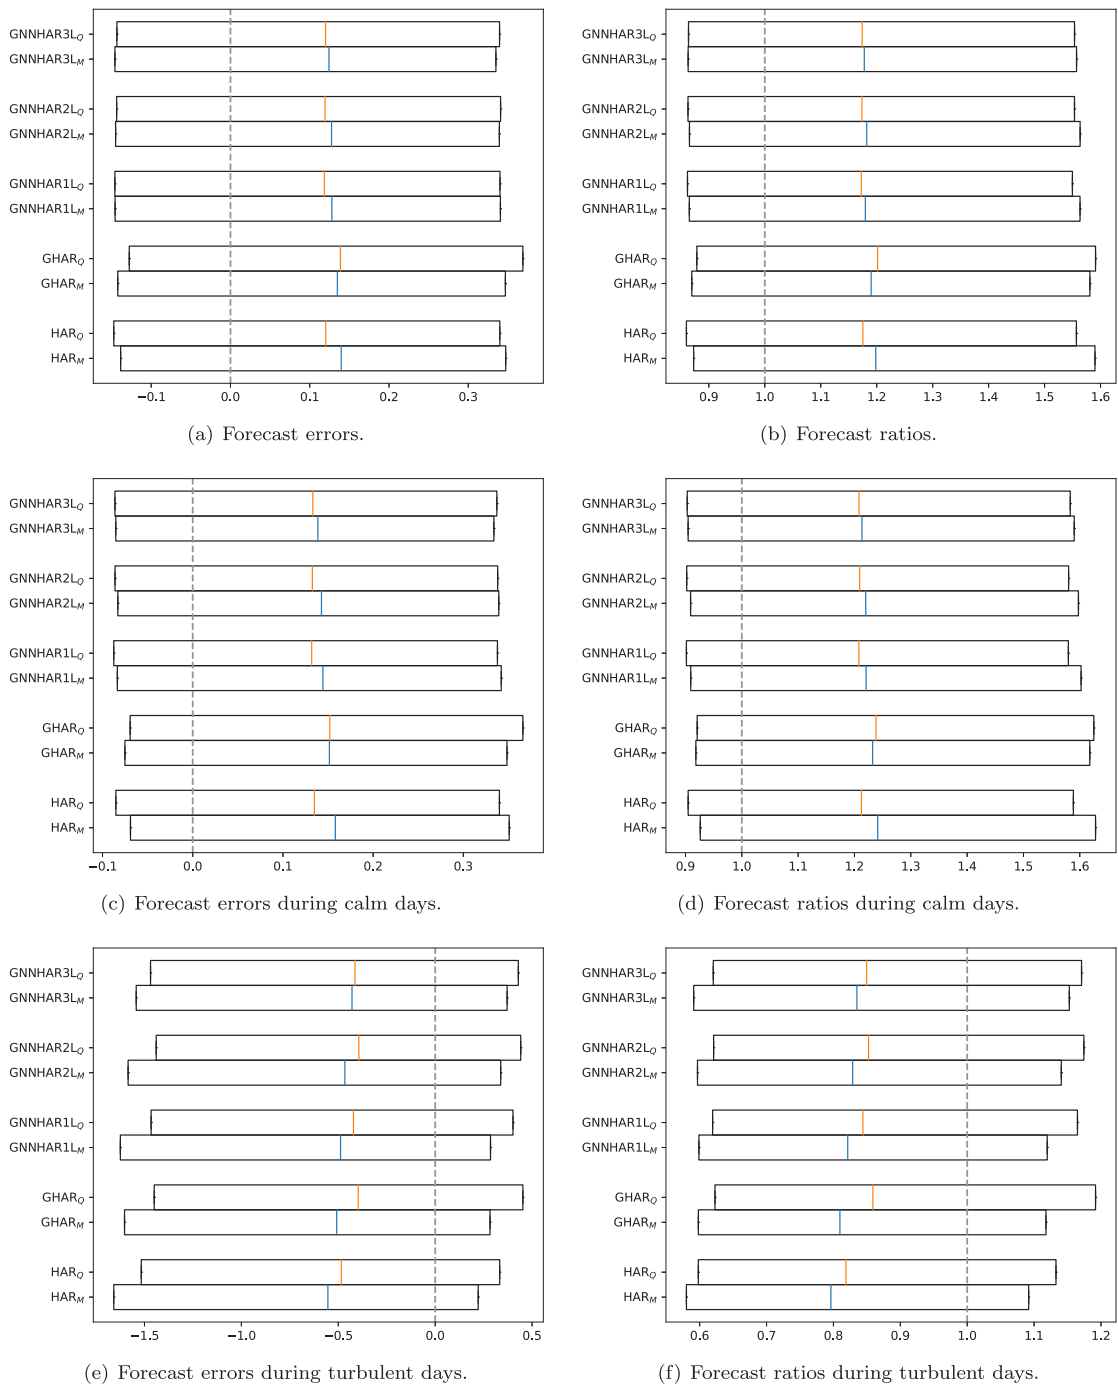 GNNHAR3L_Q
GNNHAR3L_M
GNNHAR2L_Q
GNNHAR2L_M
GNNHAR1L_Q
GNNHAR1L_M
GHAR_Q
GHAR_M
HAR_Q
HAR_M
−0.1 0.0 0.1 0.2 0.3
(a) Forecast errors.
GNNHAR3L_Q
GNNHAR3L_M
GNNHAR2L_Q
GNNHAR2L_M
GNNHAR1L_Q
GNNHAR1L_M
GHAR_Q
GHAR_M
HAR_Q
HAR_M
0.9 1.0 1.1 1.2 1.3 1.4 1.5 1.6
(b) Forecast ratios.
GNNHAR3L_Q
GNNHAR3L_M
GNNHAR2L_Q
GNNHAR2L_M
GNNHAR1L_Q
GNNHAR1L_M
GHAR_Q
GHAR_M
HAR_Q
HAR_M
−0.1 0.0 0.1 0.2 0.3
(c) Forecast errors during calm days.
GNNHAR3L_Q
GNNHAR3L_M
GNNHAR2L_Q
GNNHAR2L_M
GNNHAR1L_Q
GNNHAR1L_M
GHAR_Q
GHAR_M
HAR_Q
HAR_M
0.9 1.0 1.1 1.2 1.3 1.4 1.5 1.6
(d) Forecast ratios during calm days.
GNNHAR3L_Q
GNNHAR3L_M
GNNHAR2L_Q
GNNHAR2L_M
GNNHAR1L_Q
GNNHAR1L_M
GHAR_Q
GHAR_M
HAR_Q
HAR_M
−1.5 −1.0 −0.5 0.0 0.5
(e) Forecast errors during turbulent days.
GNNHAR3L_Q
GNNHAR3L_M
GNNHAR2L_Q
GNNHAR2L_M
GNNHAR1L_Q
GNNHAR1L_M
GHAR_Q
GHAR_M
HAR_Q
HAR_M
0.6 0.7 0.8 0.9 1.0 1.1 1.2
(f) Forecast ratios during turbulent days.